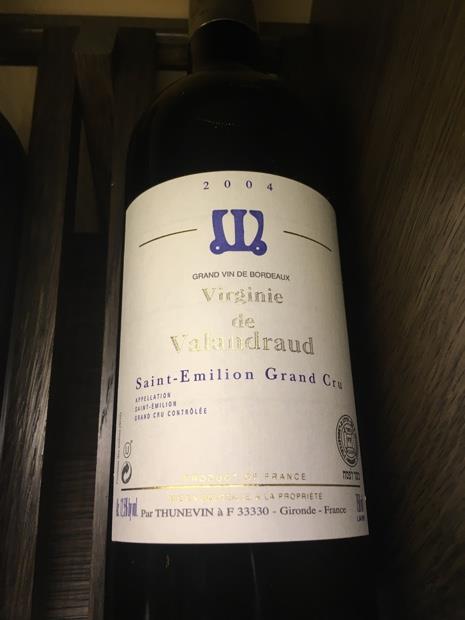 2004
GRAND VIN DE BORDEAUX
Virginie
de
Valandraud
Saint-Emilion Grand Cru
APPELLATION
SAINT-ÉMILION
GRAND CRU CONTRÔLÉE
PRODUCT OF FRANCE
MIS EN BOUTEILLE A LA PROPRIÉTÉ
Par THUNEVIN à F 33330 - Gironde - France